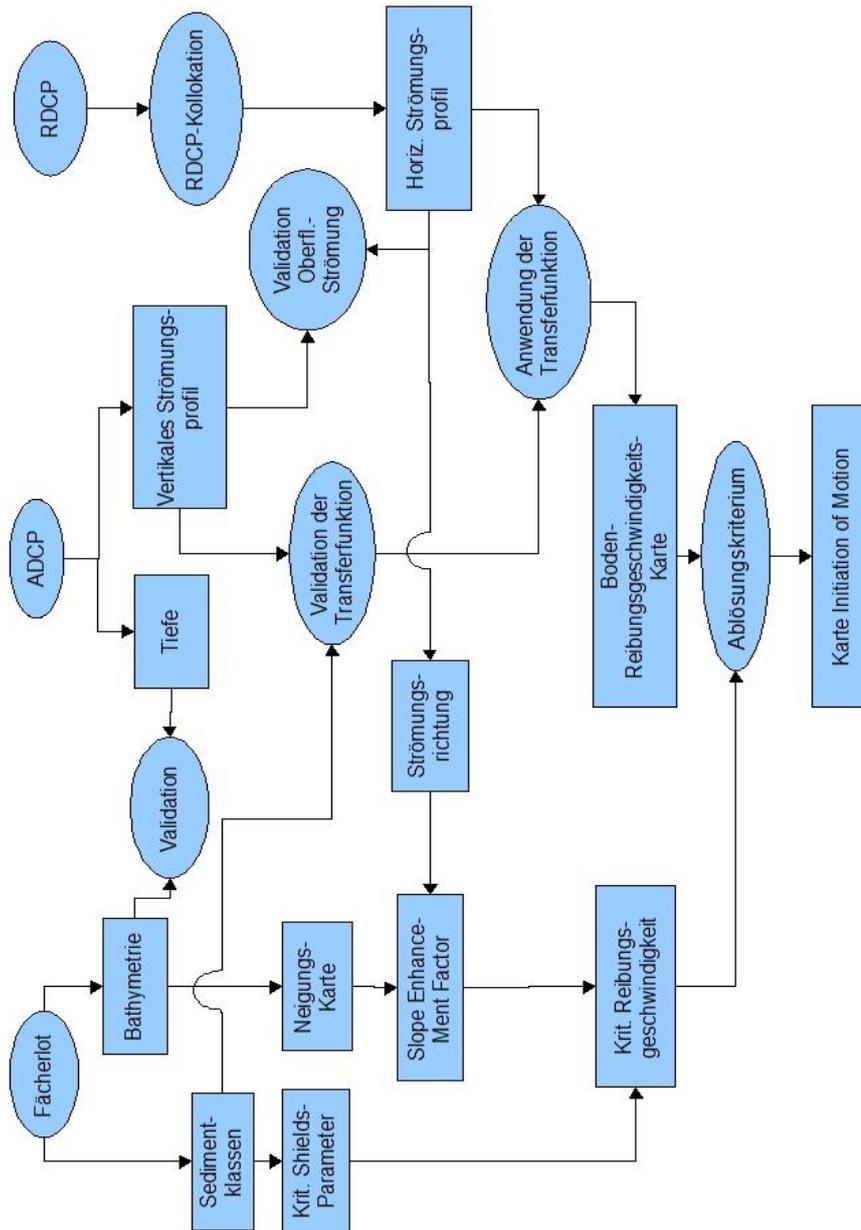 Fächerlot
ADCP
RDCP
Bathymetrie
Tiefe
RDCP-Kollokation
Validation
Vertikales Strömungs-
profil
Sediment-
klassen
Validation
Oberfl.-
Strömung
Krit. Shields-
Parameter
Neigungs-
Karte
Validation der
Transferfunktion
Horiz. Strömungs-
profil
Slope Enhance-
Ment Factor
Strömungs-
richtung
Anwendung der
Transferfunktion
Krit. Reibungs-
geschwindigkeit
Boden-
Reibungsgeschwindigkeits-
Karte
Ablösungskriterium
Karte Initiation of Motion